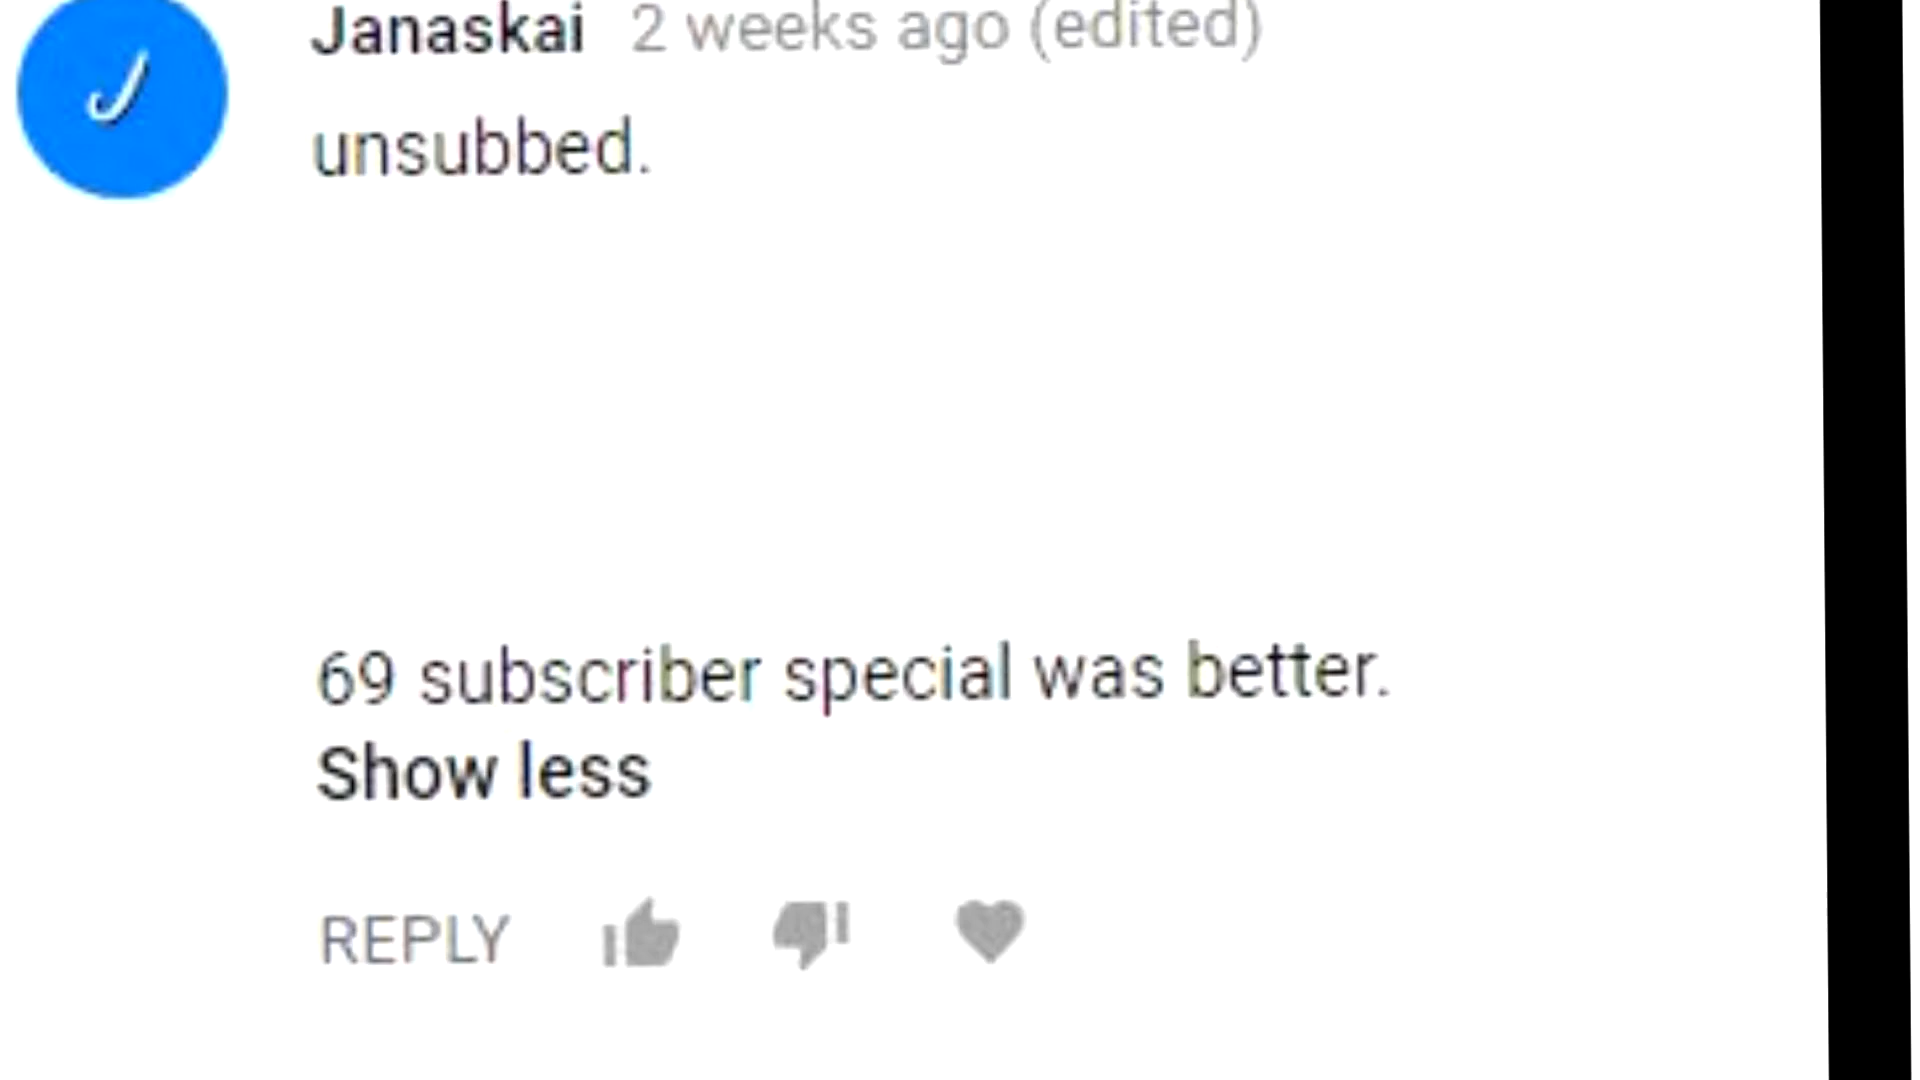 J
Janaskai 2 weeks ago (edited)
unsubbed.
69 subscriber special was better.
Show less
REPLY